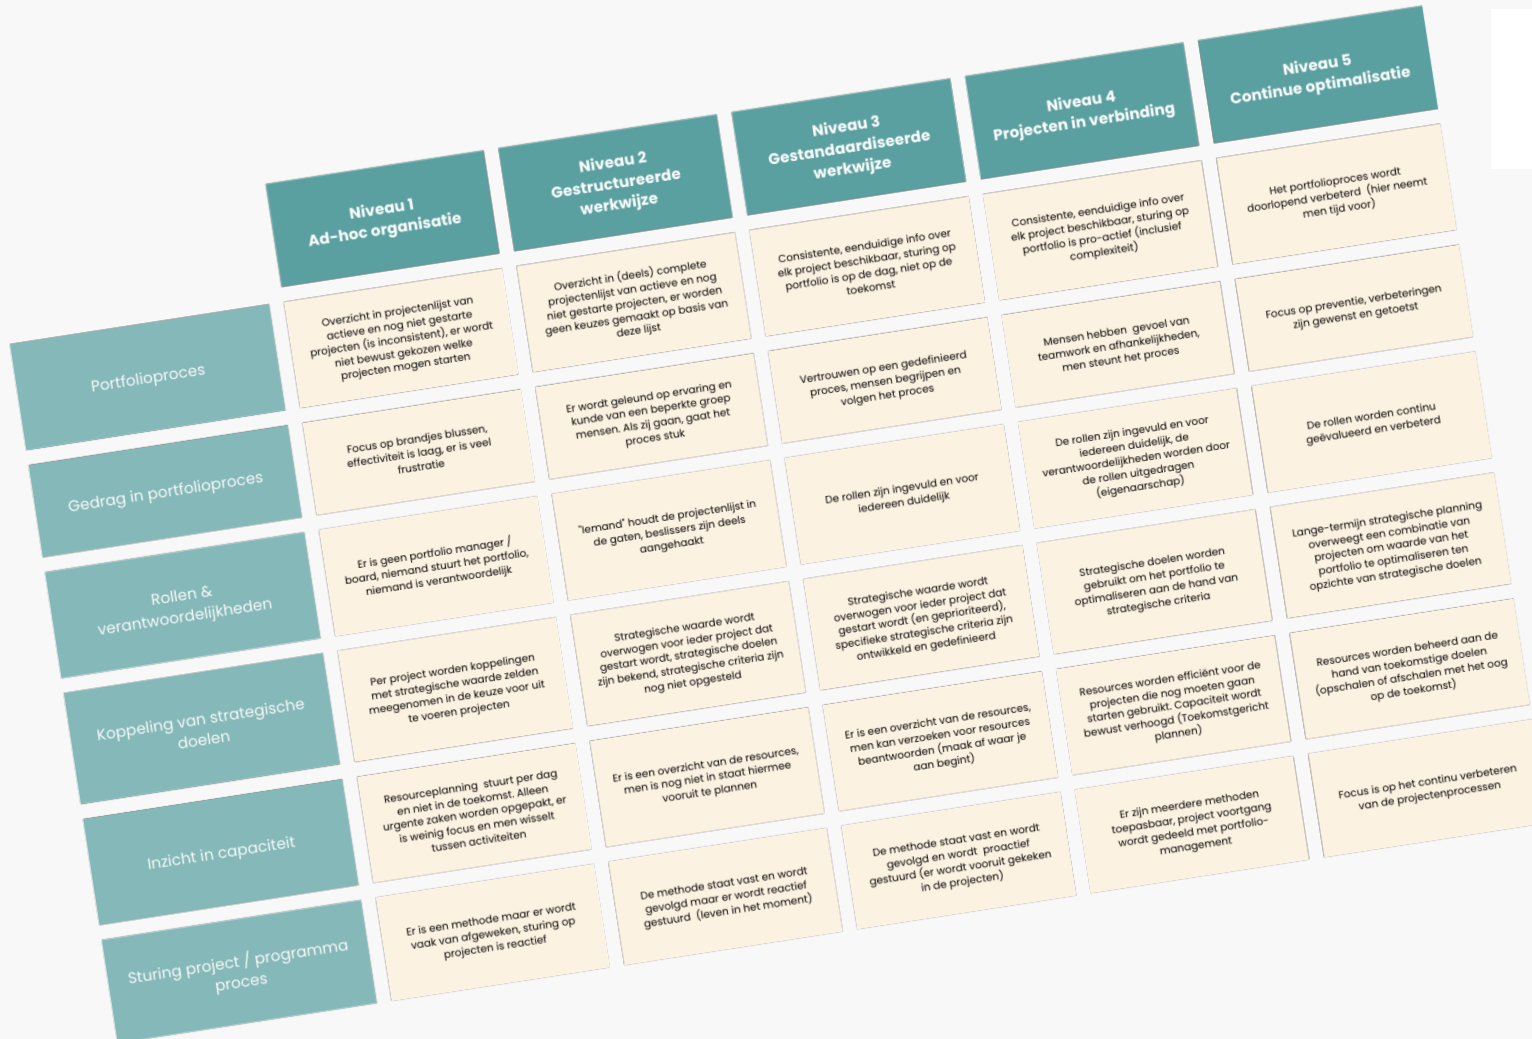 Niveau 1
Ad-hoc organisatie
Niveau 2
Gestructureerde
werkwijze
Niveau 3
Gestandaardiseerde
werkwijze
Niveau 4
Projecten in verbinding
Niveau 5
Continue optimalisatie
Portfolioproces
Overzicht in projectenlijst van
actieve en nog niet gestarte
projecten (is inconsistent), er wordt
niet bewust gekozen welke
projecten mogen starten
Overzicht in (deels) complete
projectenlijst van actieve en nog
niet gestarte projecten, er worden
geen keuzes gemaakt op basis van
deze lijst
Consistente, eenduidige info over
elk project beschikbaar, sturing op
portfolio is op de dag, niet op de
toekomst
Consistente, eenduidige info over
elk project beschikbaar, sturing op
portfolio is pro-actief (inclusief
complexiteit)
Het portfolioproces wordt
doorlopend verbeterd (hier neemt
men tijd voor)
Gedrag in portfolioproces
Focus op brandjes blussen,
effectiviteit is laag, er is veel
frustratie
Er wordt geleund op ervaring en
kunde van een beperkte groep
mensen. Als zij gaan, gaat het
proces stuk
Vertrouwen op een gedefinieerd
proces, mensen begrijpen en
volgen het proces
Mensen hebben gevoel van
teamwork en afhankelijkheden,
men steunt het proces
Focus op preventie, verbeteringen
zijn gewenst en getoetst
Rollen &
verantwoordelijkheden
Er is geen portfolio manager /
board, niemand stuurt het portfolio,
niemand is verantwoordelijk
"Iemand" houdt de projectenlijst in
de gaten, beslissers zijn deels
aangehaakt
De rollen zijn ingevuld en voor
iedereen duidelijk
De rollen zijn ingevuld en voor
iedereen duidelijk, de
verantwoordelijkheden worden door
de rollen uitgedragen
(eigenaarschap)
De rollen worden continu
geëvalueerd en verbeterd
Koppeling van strategische
doelen
Per project worden koppelingen
met strategische waarde zelden
meegenomen in de keuze voor uit
te voeren projecten
Strategische waarde wordt
overwogen voor ieder project dat
gestart wordt, strategische doelen
zijn bekend, strategische criteria zijn
nog niet opgesteld
Strategische waarde wordt
overwogen voor ieder project dat
gestart wordt (en geprioriteerd),
specifieke strategische criteria zijn
ontwikkeld en gedefinieerd
Strategische doelen worden
gebruikt om het portfolio te
optimaliseren aan de hand van
strategische criteria
Lange-termijn strategische planning
overweegt een combinatie van
projecten om waarde van het
portfolio te optimaliseren ten
opzichte van strategische doelen
Inzicht in capaciteit
Resourceplanning stuurt per dag
en niet in de toekomst. Alleen
urgente zaken worden opgepakt, er
is weinig focus en men wisselt
tussen activiteiten
Er is een overzicht van de resources,
men is nog niet in staat hiermee
vooruit te plannen
Er is een overzicht van de resources,
men kan verzoeken voor resources
beantwoorden (maak af waar je
aan begint)
Resources worden efficiënt voor de
projecten die nog moeten gaan
starten gebruikt. Capaciteit wordt
bewust verhoogd (Toekomstgericht
plannen)
Resources worden beheerd aan de
hand van toekomstige doelen
(opschalen of afschalen met het oog
op de toekomst)
Sturing project / programma
proces
Er is een methode maar er wordt
vaak van afgeweken, sturing op
projecten is reactief
De methode staat vast en wordt
gevolgd maar er wordt reactief
gestuurd (leven in het moment)
De methode staat vast en wordt
gevolgd en wordt proactief
gestuurd (er wordt vooruit gekeken
in de projecten)
Er zijn meerdere methoden
toepasbaar, project voortgang
wordt gedeeld met portfolio-
management
Focus is op het continu verbeteren
van de projectenprocessen